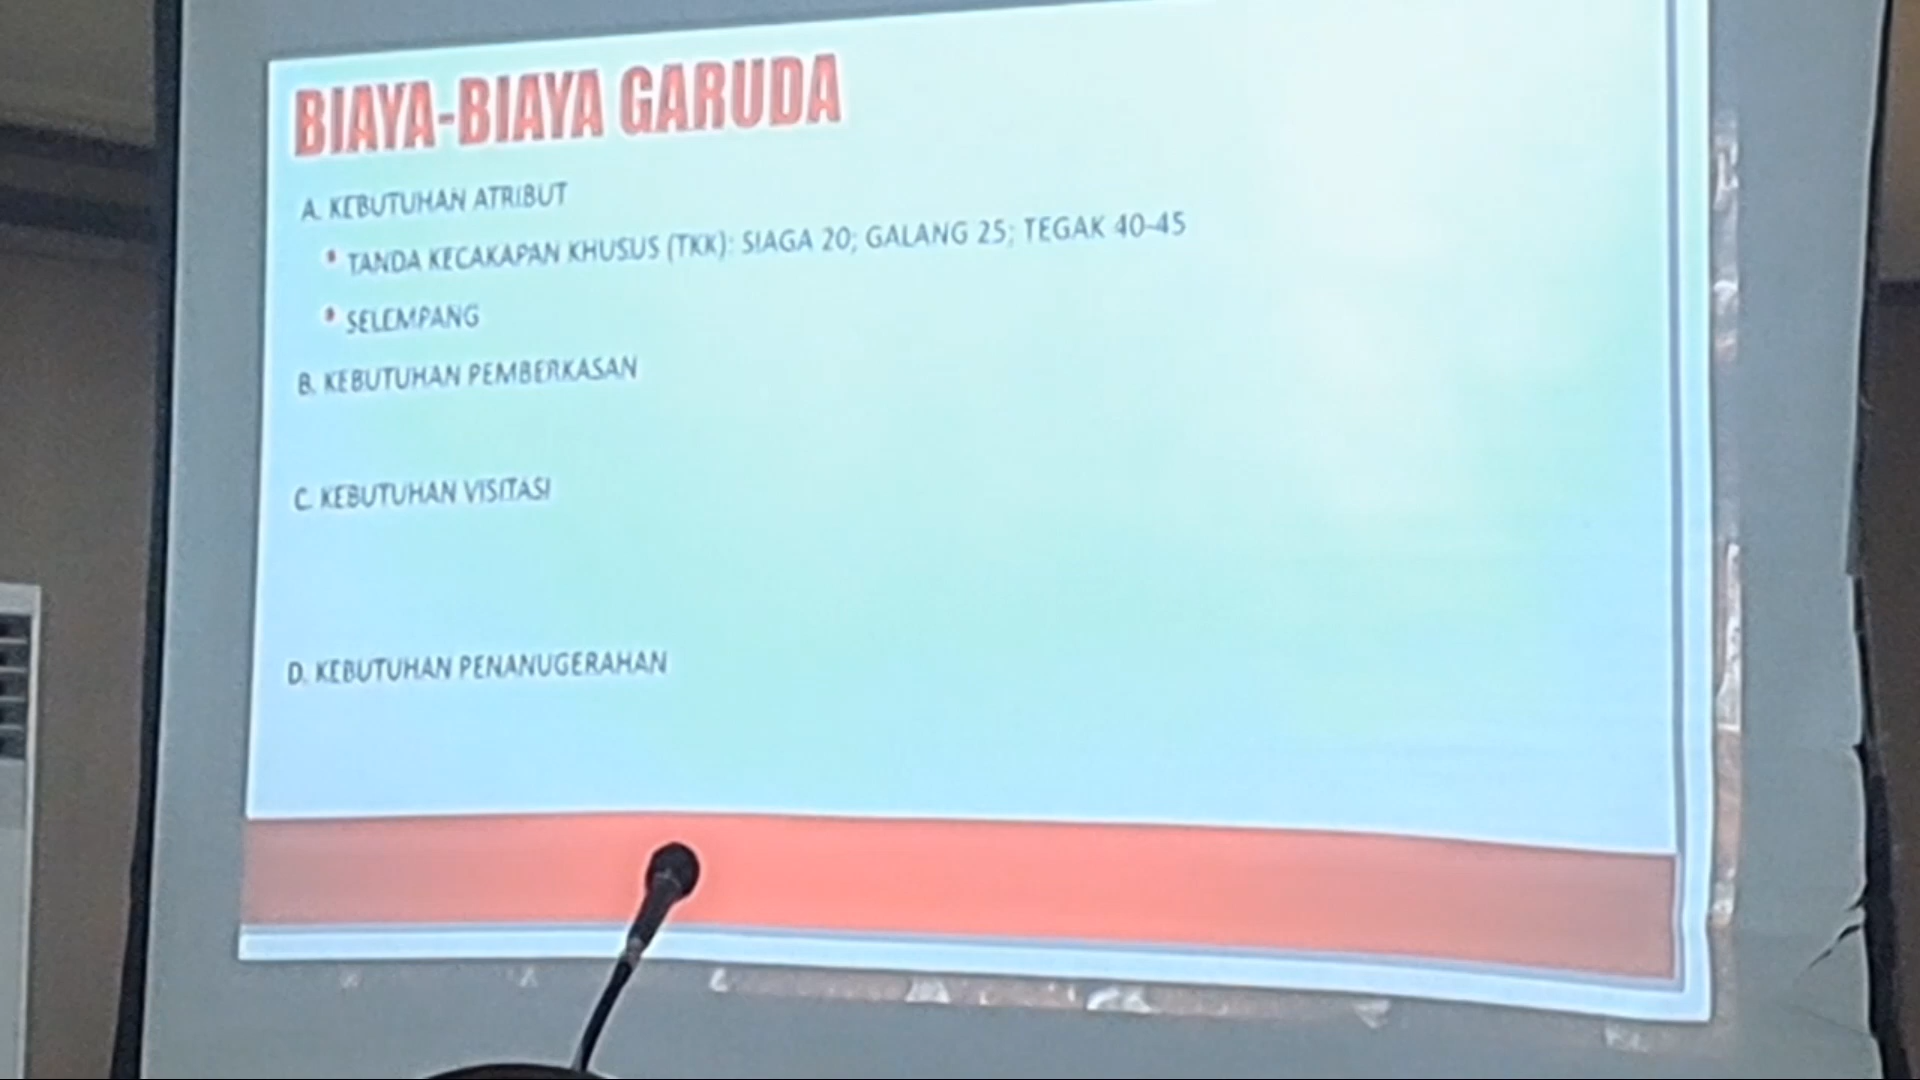 BIAYA-BIAYA GARUDA
A. KEBUTUHAN ATRIBUT
• TANDA KECAKAPAN KHUSUS (TKK): SIAGA 20; GALANG 25; TEGAK 40-45
• SELEMPANG
B. KEBUTUHAN PEMBERKASAN
C. KEBUTUHAN VISITASI
D. KEBUTUHAN PENANUGERAHAN